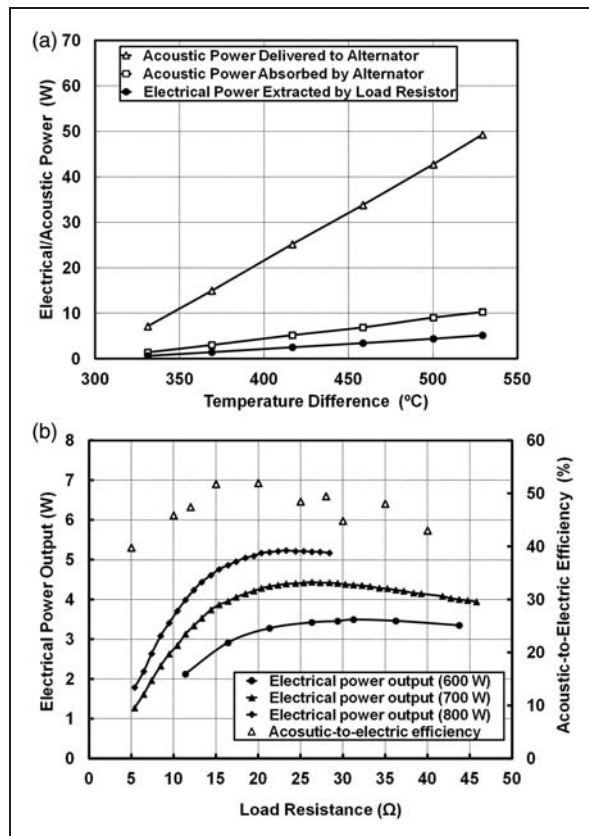 (a)
70
60
50
40
30
20
10
0
Electrical/Acoustic Power (W)
Acoustic Power Delivered to Alternator
Acoustic Power Absorbed by Alternator
Electrical Power Extracted by Load Resistor
300 350 400 450 500 550
Temperature Difference (ºC)
(b)
8
7
6
5
4
3
2
1
0
Electrical Power Output (W)
60
50
40
30
20
10
0
Acoustic-to-Electric Efficiency (%)
Electrical power output (600 W)
Electrical power output (700 W)
Electrical power output (800 W)
Acosutic-to-electric efficiency
0 5 10 15 20 25 30 35 40 45 50
Load Resistance (Ω)